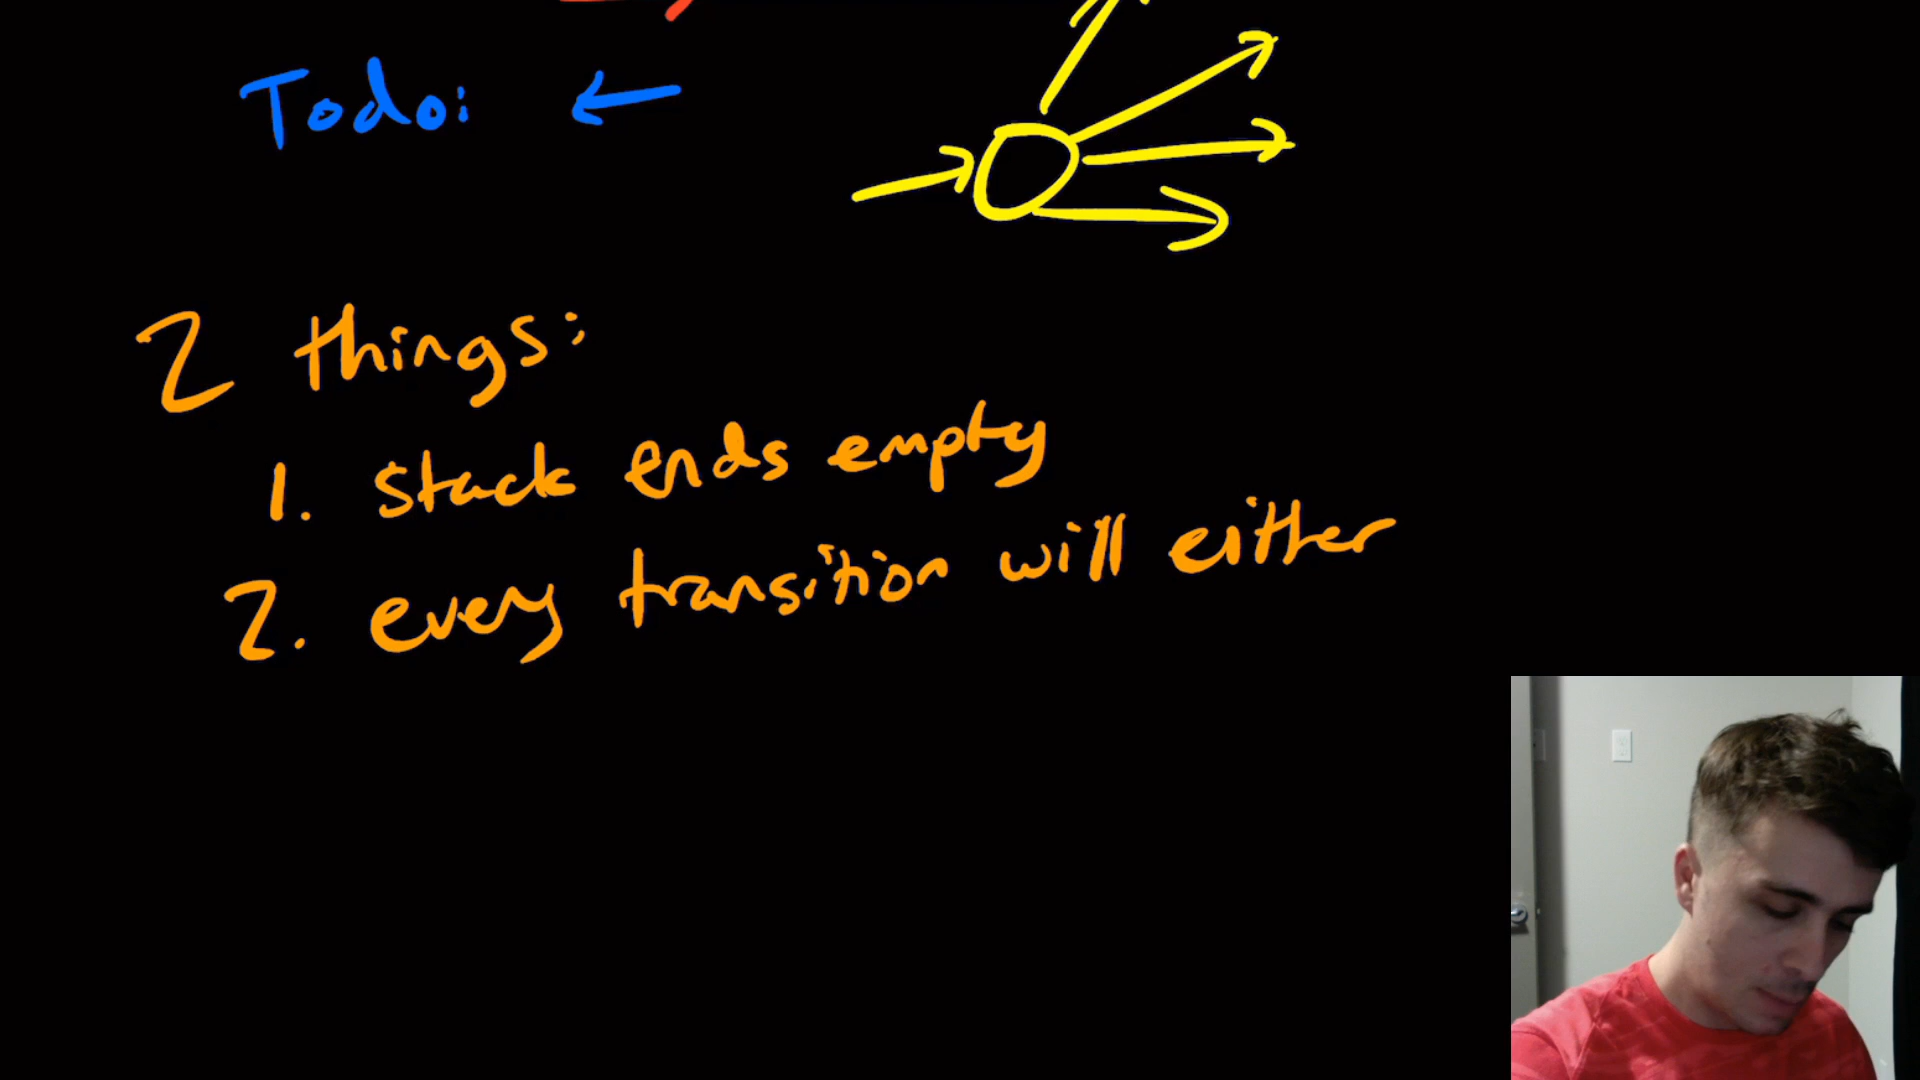 Todo:
2 things:
1. stack ends empty
2. every transition will either